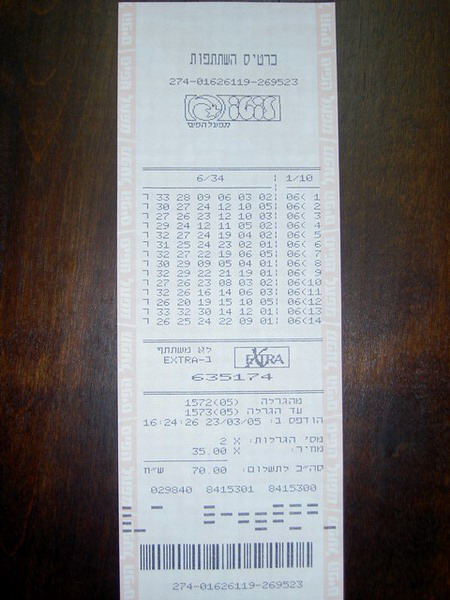 כרטיס השתתפות
274-01626119-269523
לוטו
מפעל הפיס
6/34 1/10
ק 33 28 09 06 03 02 06( 1
ק 30 27 24 12 10 05 06( 2
ק 27 26 23 12 10 03 06( 3
ק 29 24 12 11 05 02 06( 4
ק 32 27 24 19 04 02 06( 5
ק 31 25 24 23 02 01 06( 6
ק 32 27 22 19 06 05 06( 7
ק 30 29 09 05 04 01 06( 8
ק 32 29 22 21 19 01 06( 9
ק 27 26 23 08 03 02 06(10
ק 32 26 16 14 06 03 06(11
ק 26 20 19 15 10 05 06(12
ק 33 32 30 14 12 01 06(13
ק 26 25 24 22 09 01 06(14
לא משתתף
ב-EXTRA
EXTRA
635174
מהגרלה 1572(05)
עד הגרלה 1573(05)
הודפס ב: 23/03/05 16:24:26
מס' הגרלות: X 2
מחיר: X 35.00
סה"כ לתשלום: 70.00 ש"ח
029840 8415301 8415300
274-01626119-269523